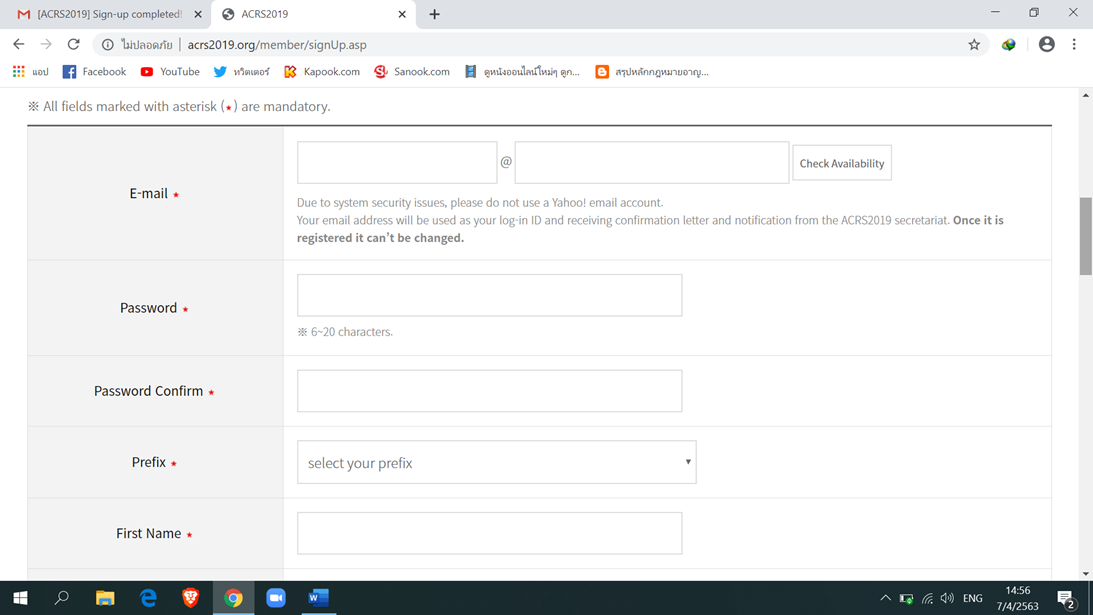 [ACRS2019] Sign-up completed!
ACRS2019
ไม่ปลอดภัย
acrs2019.org/member/signUp.asp
แอป
Facebook
YouTube
ทวิตเตอร์
Kapook.com
Sanook.com
ดูหนังออนไลน์ใหม่ๆ ดูก...
สรุปหลักกฎหมายอาญ...
※ All fields marked with asterisk (★) are mandatory.
E-mail ★
@
Check Availability
Due to system security issues, please do not use a Yahoo! email account.
Your email address will be used as your log-in ID and receiving confirmation letter and notification from the ACRS2019 secretariat. Once it is
registered it can’t be changed.
Password ★
※ 6~20 characters.
Password Confirm ★
Prefix ★
select your prefix
First Name ★
ENG
14:56
7/4/2563
2